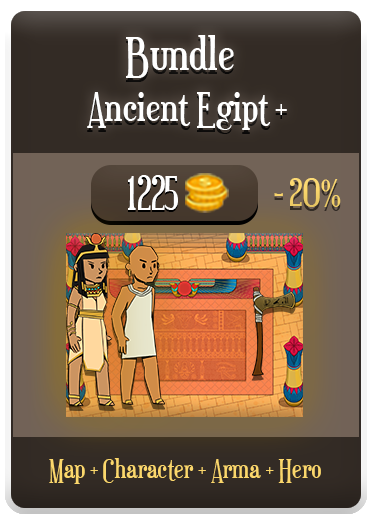 Bundle
Ancient Egipt +
1225
- 20%
Map + Character + Arma + Hero